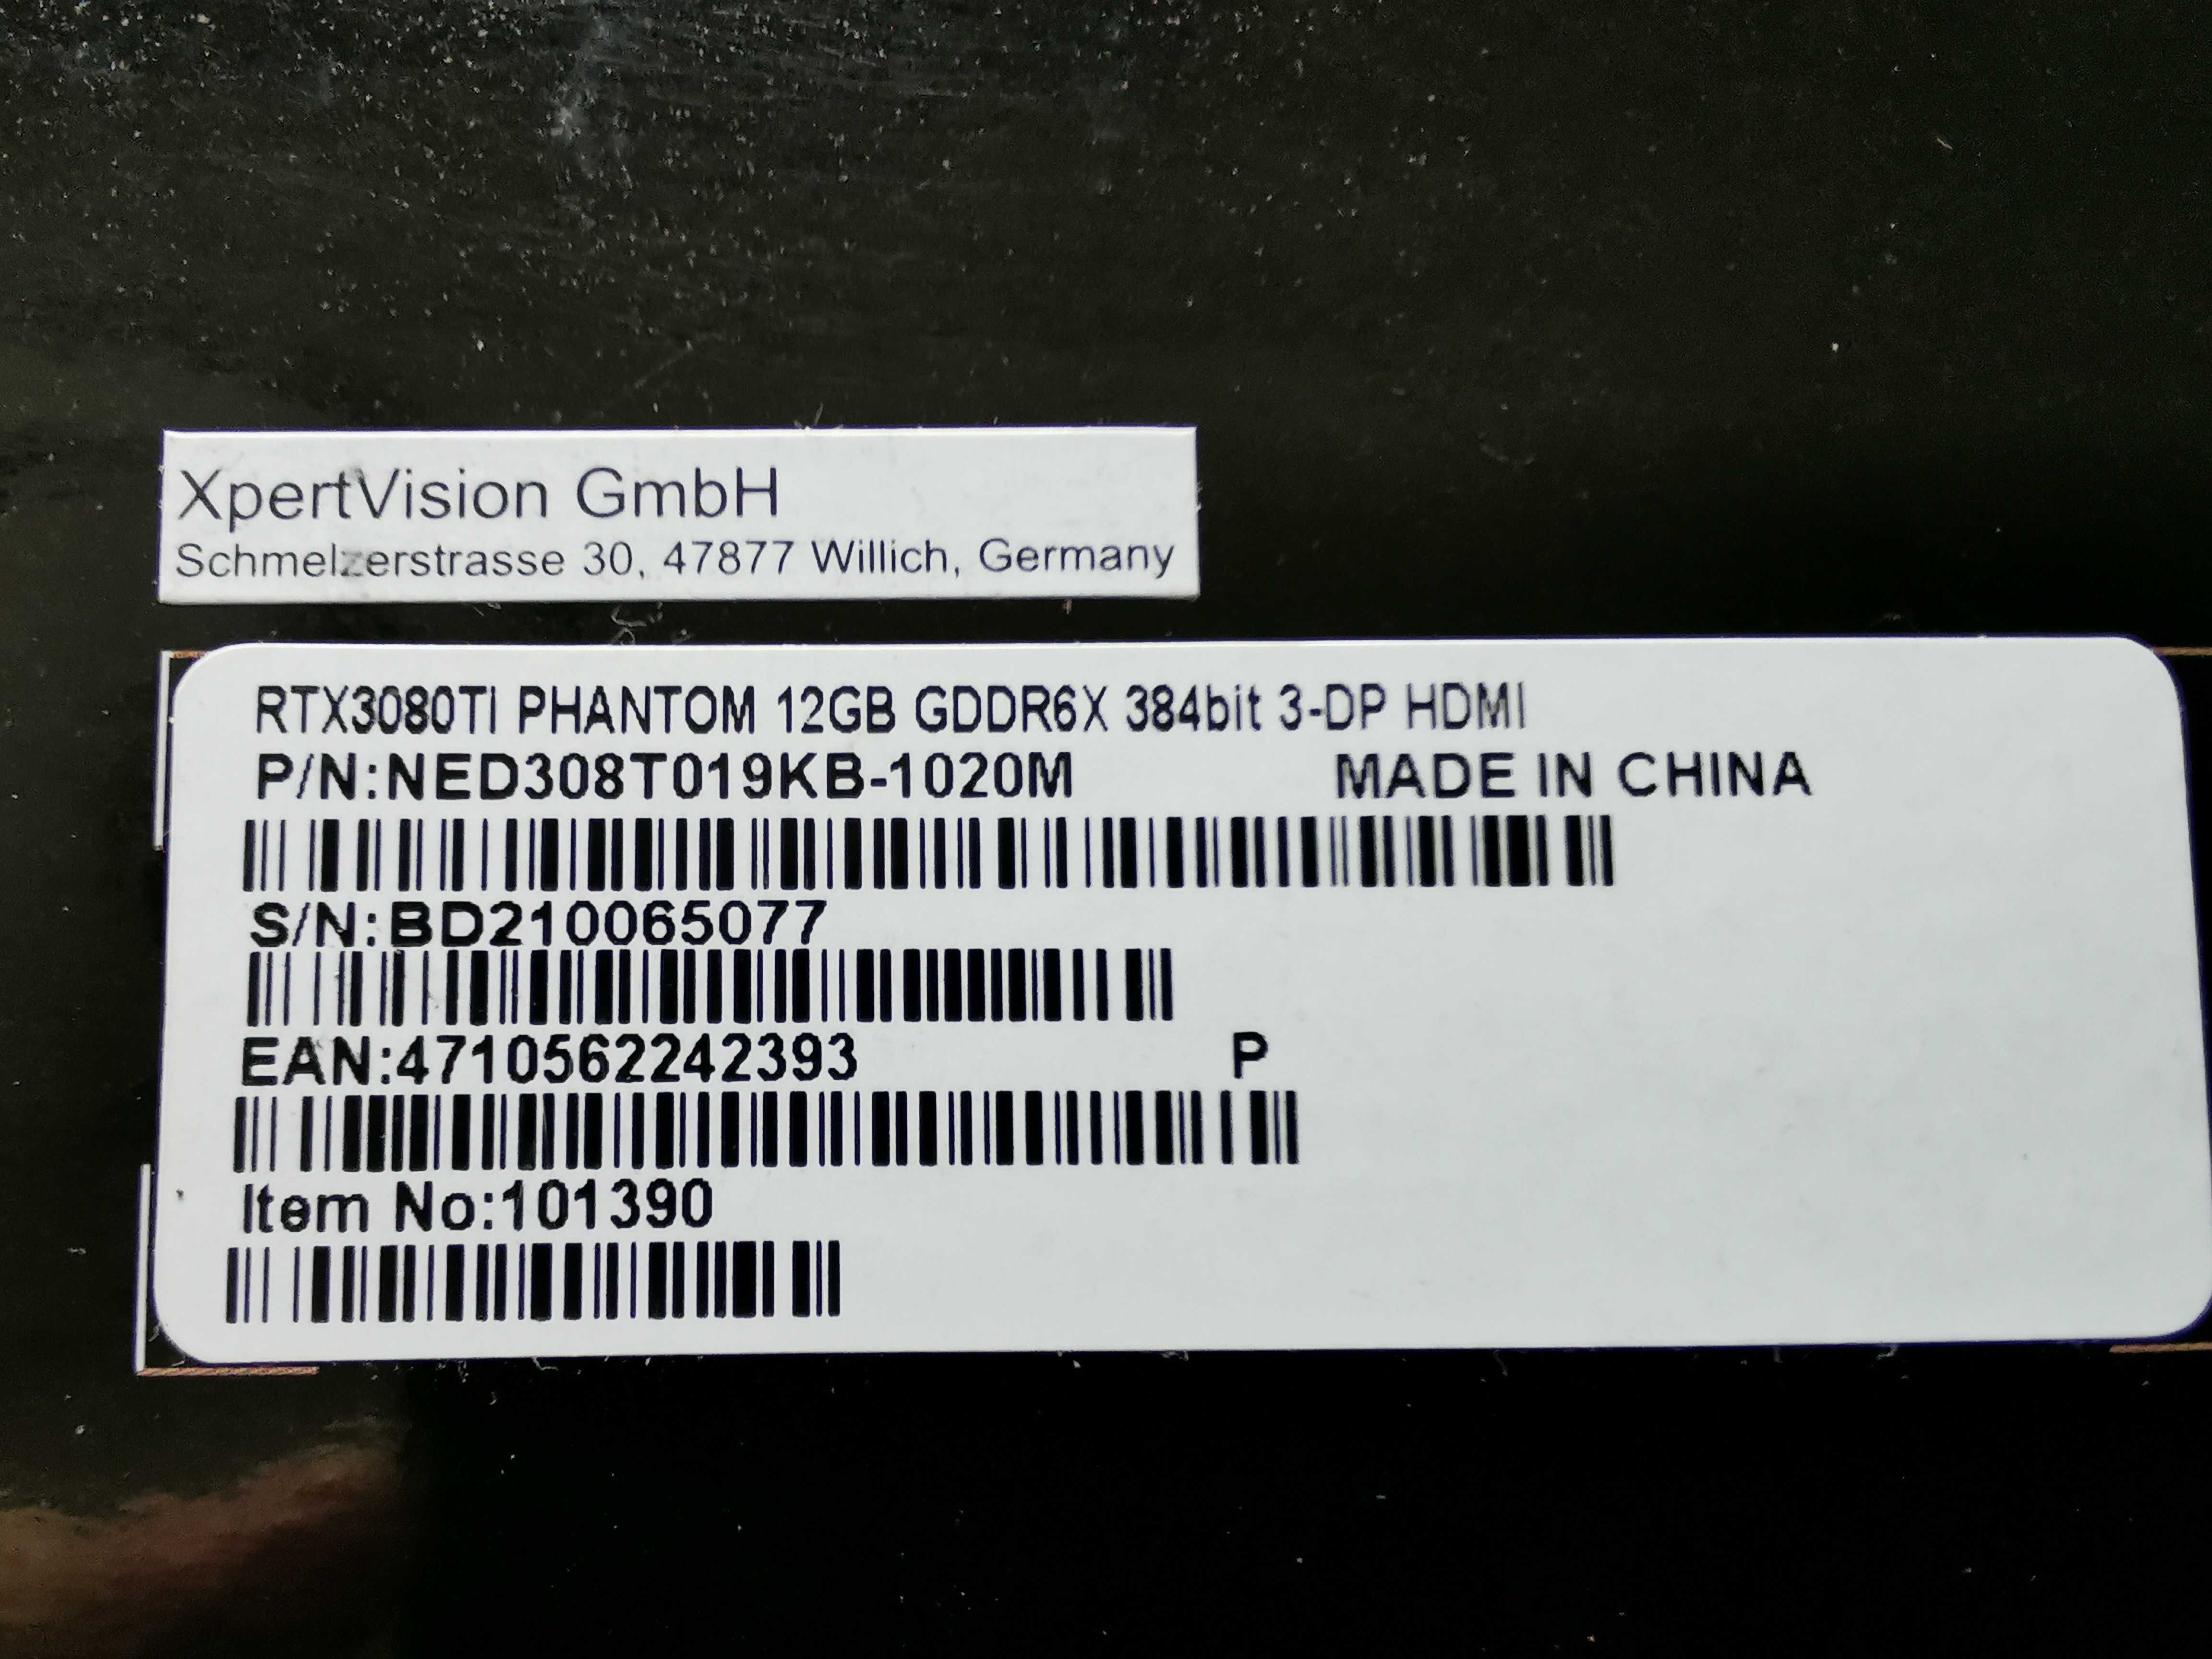 XpertVision GmbH
Schmelzerstrasse 30, 47877 Willich, Germany
RTX3080TI PHANTOM 12GB GDDR6X 384bit 3-DP HDMI
P/N:NED308T019KB-1020M MADE IN CHINA
S/N:BD210065077
EAN:4710562242393 P
Item No:101390